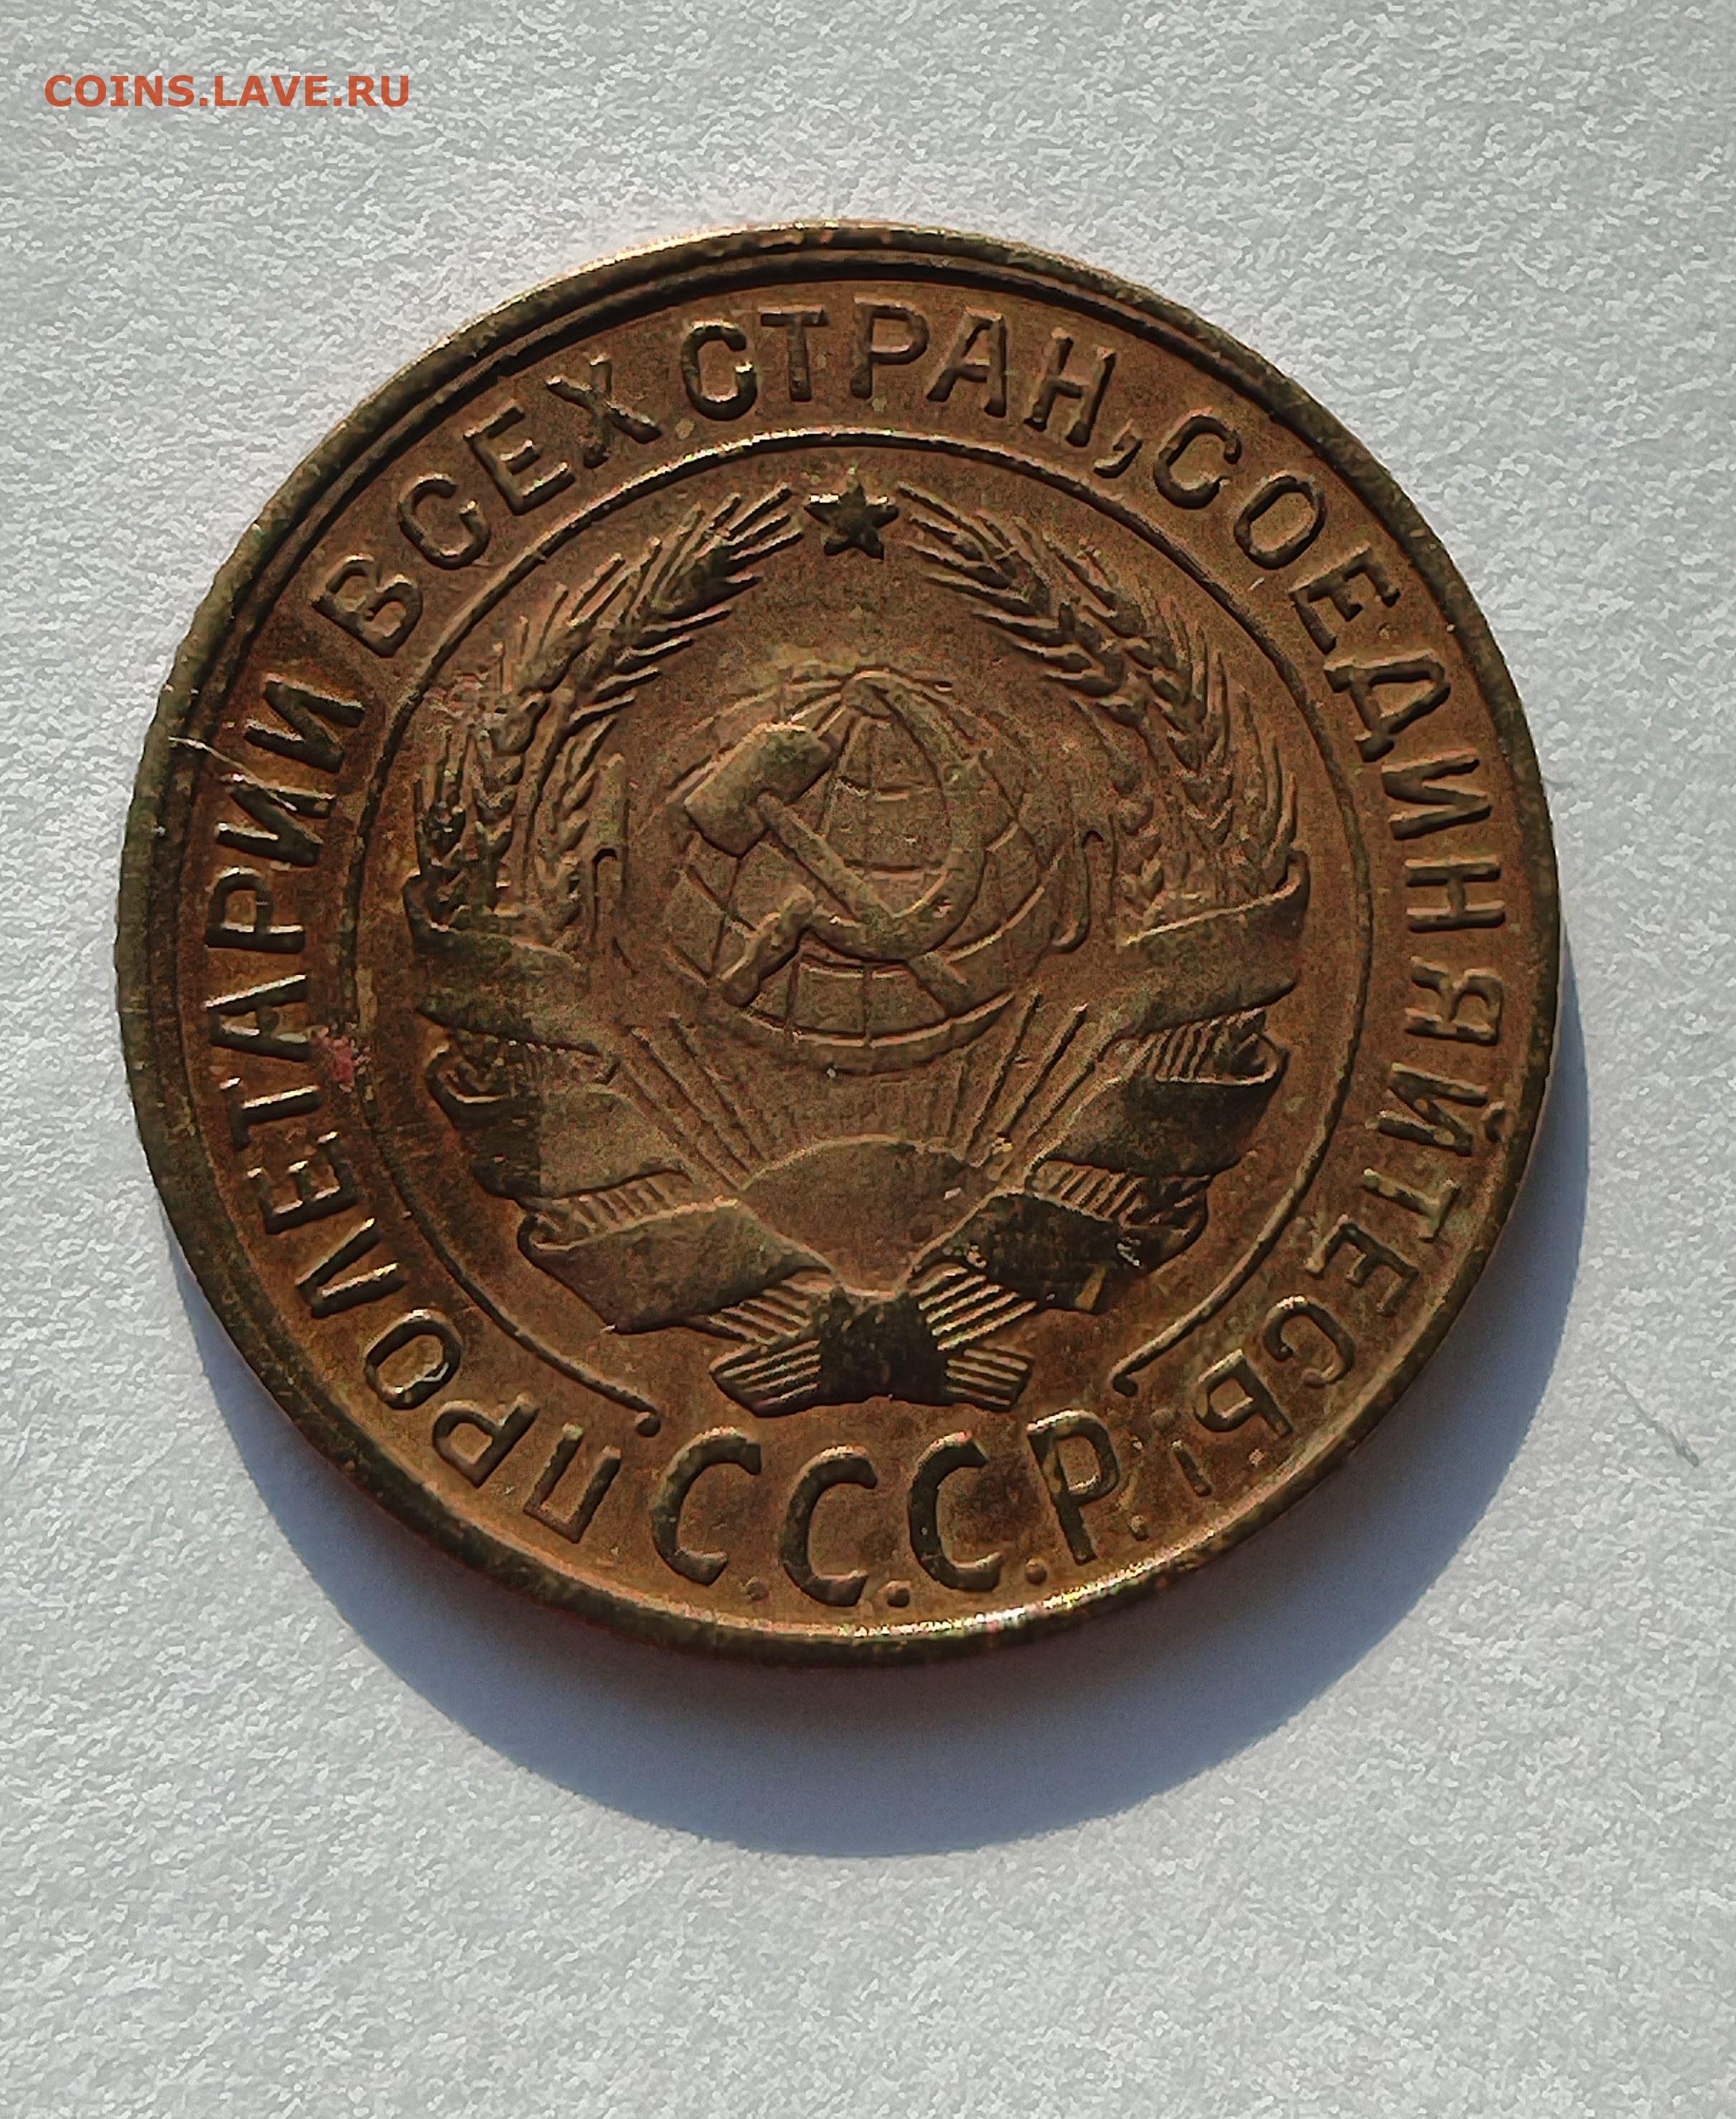 COINS.LAVE.RU
ПРОЛЕТАРИИ ВСЕХ СТРАН, СОЕДИНЯЙТЕСЬ!
С.С.С.Р.